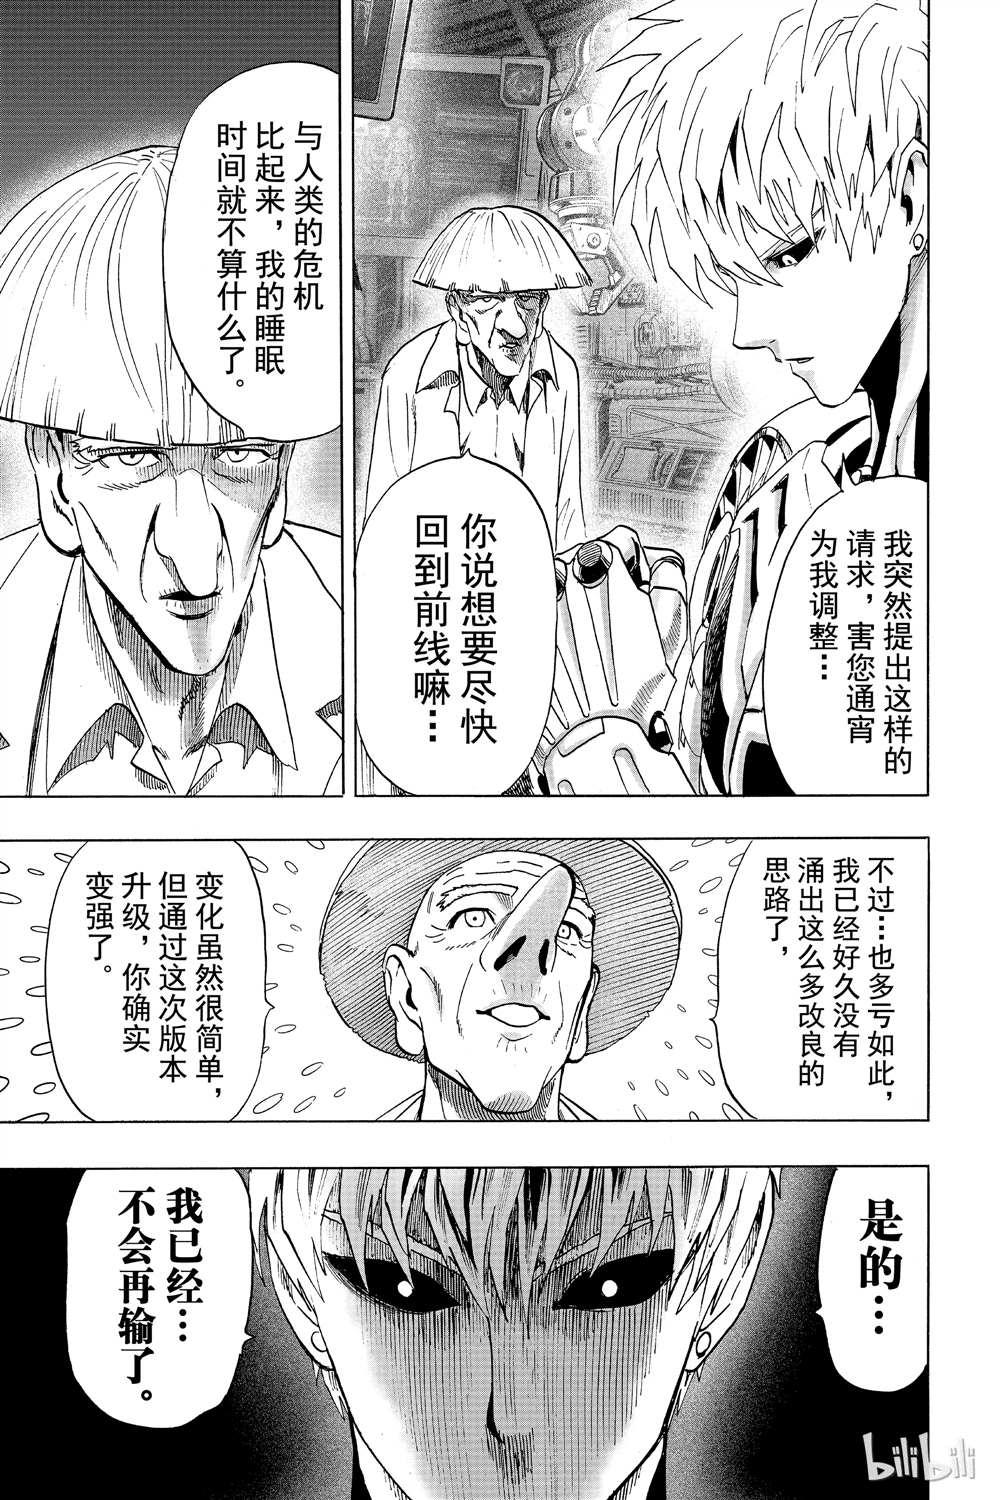 我突然提出这样的
请求，害您通宵
为我调整…
你说想要尽快
回到前线嘛…
与人类的危机
比起来，我的睡眠
时间就不算什么了。
不过…也多亏如此，
我已经好久没有
涌出这么多改良的
思路了，
变化虽然很简单，
但通过这次版本
升级，你确实
变强了。
是的…
我已经…
不会再输了。
bilibili